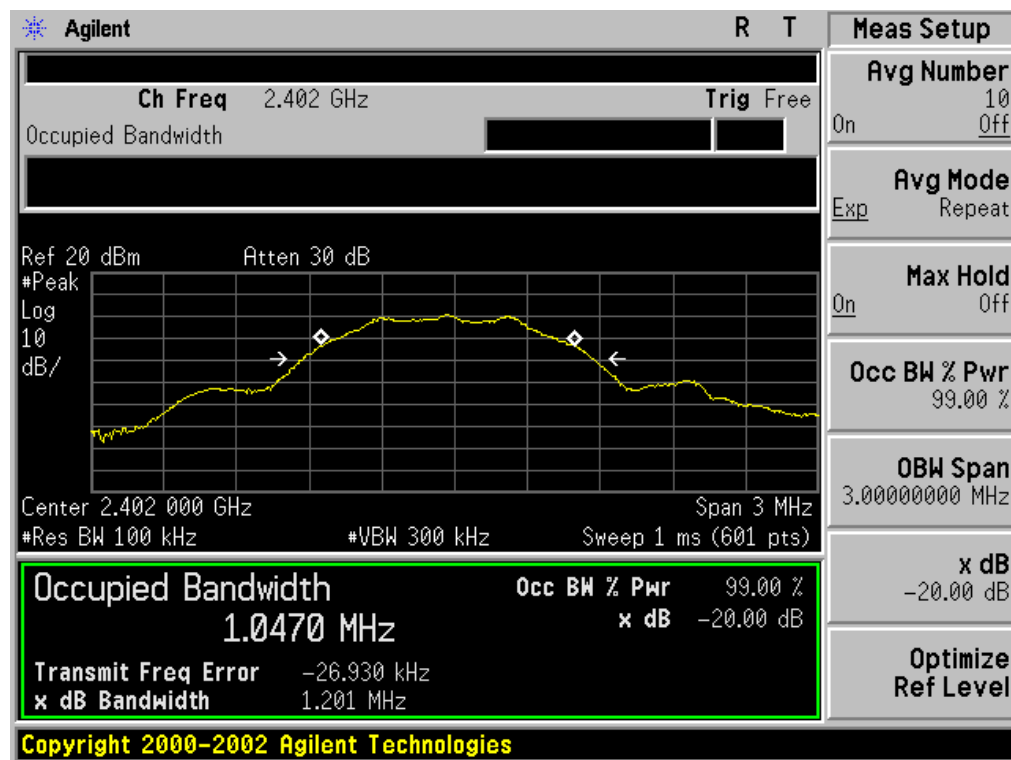 Agilent R T
Ch Freq 2.402 GHz Trig Free
Occupied Bandwidth
Ref 20 dBm Atten 30 dB
#Peak
Log
10
dB/
Center 2.402 000 GHz Span 3 MHz
#Res BW 100 kHz #VBW 300 kHz Sweep 1 ms (601 pts)
Occupied Bandwidth Occ BW % Pwr 99.00 %
1.0470 MHz x dB -20.00 dB
Transmit Freq Error -26.930 kHz
x dB Bandwidth 1.201 MHz
Copyright 2000-2002 Agilent Technologies
Meas Setup
Avg Number
10
On Off
Avg Mode
Exp Repeat
Max Hold
On Off
Occ BW % Pwr
99.00 %
OBW Span
3.00000000 MHz
x dB
-20.00 dB
Optimize
Ref Level